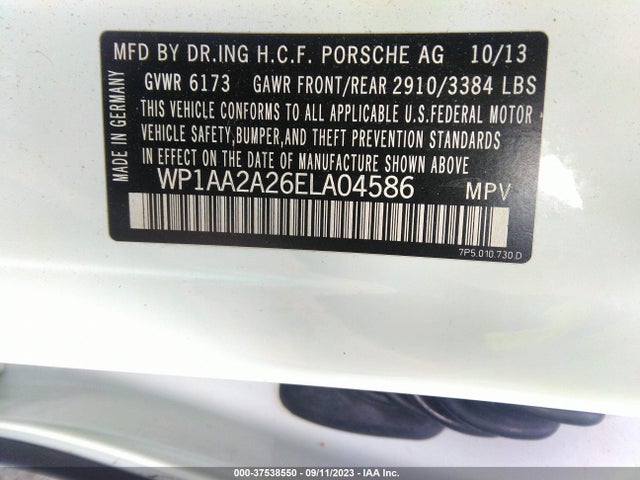 MFD BY DR.ING H.C.F. PORSCHE AG 10/13
GVWR 6173 GAWR FRONT/REAR 2910/3384 LBS
THIS VEHICLE CONFORMS TO ALL APPLICABLE U.S.FEDERAL MOTOR
VEHICLE SAFETY,BUMPER,AND THEFT PREVENTION STANDARDS
IN EFFECT ON THE DATE OF MANUFACTURE SHOWN ABOVE
WP1AA2A26ELA04586 MPV
MADE IN GERMANY
7P5.010.730.D
000-37538550 - 09/11/2023 - IAA Inc.